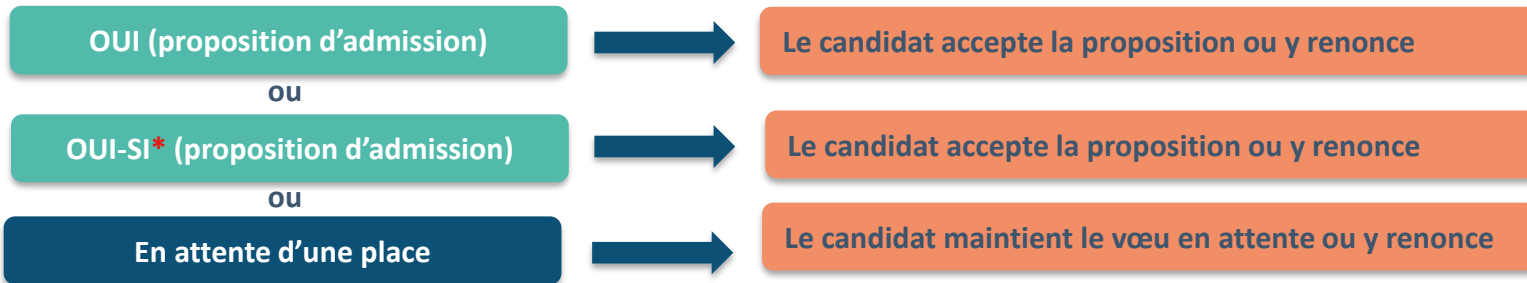 OUI (proposition d’admission)
Le candidat accepte la proposition ou y renonce
ou
OUI-SI* (proposition d’admission)
Le candidat accepte la proposition ou y renonce
ou
En attente d’une place
Le candidat maintient le vœu en attente ou y renonce